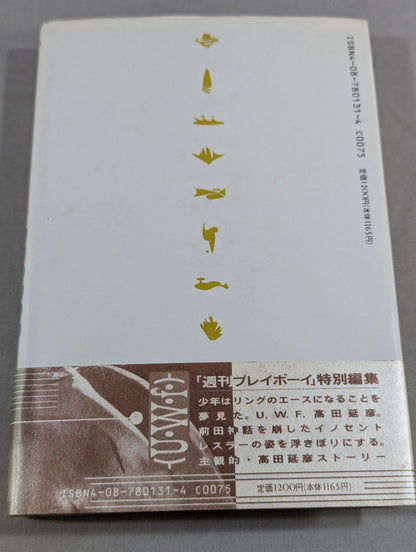 ISBN4-08-780131-4 C0075 定価1200円(本体1165円)
「週刊プレイボーイ」特別編集
少年はリングのエースになることを
夢見た。U.W.F. 高田延彦。
前田神話を崩したイノセント
レスラーの姿を浮きぼりにする。
主観的・高田延彦ストーリー
(U・W・F・)
ISBN4-08-780131-4 C0075
定価1200円(本体1165円)